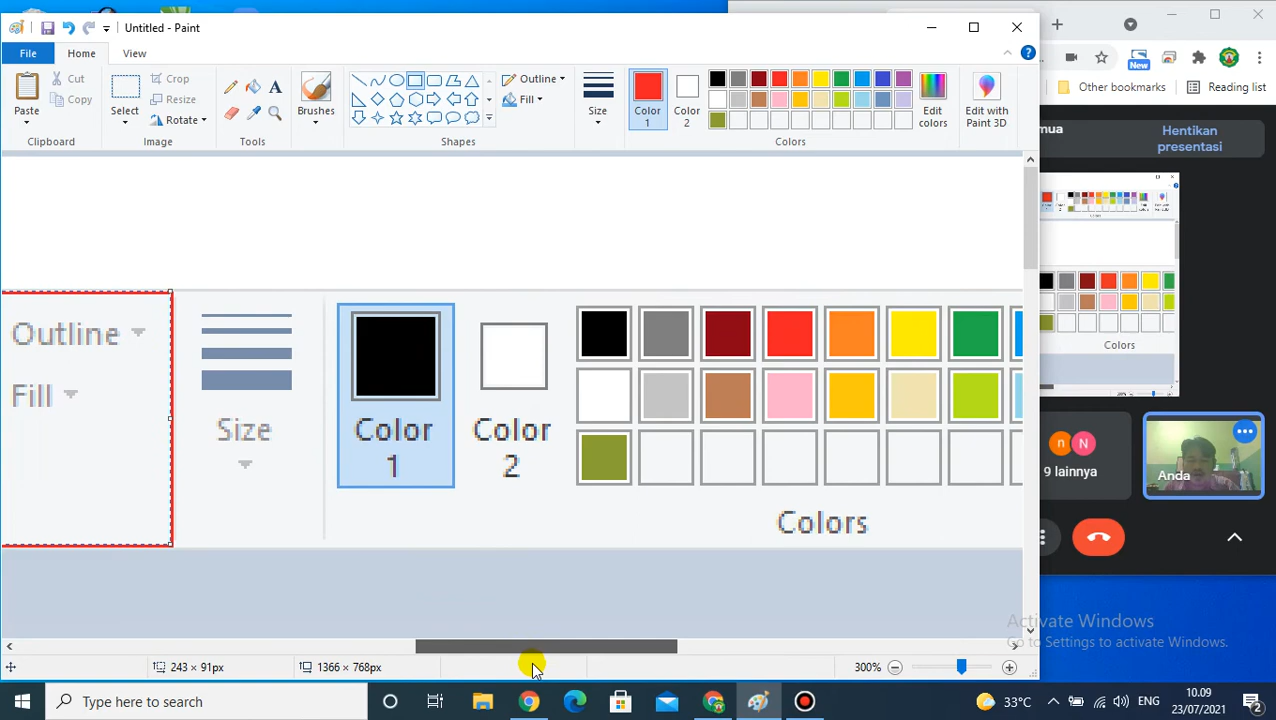 Untitled - Paint
File
Home
View
Paste
Cut
Copy
Clipboard
Select
Crop
Resize
Rotate
Image
Tools
Brushes
Shapes
Outline
Fill
Size
Color
1
Color
2
Colors
Edit
colors
Edit with
Paint 3D
New
Other bookmarks
Reading list
mua
Hentikan
presentasi
Outline
Fill
Size
Color
1
Color
2
Colors
Colors
n
N
9 lainnya
Anda
Activate Windows
Go to Settings to activate Windows.
243 × 91px
1366 × 768px
300%
Type here to search
33°C
ENG
10.09
23/07/2021
2